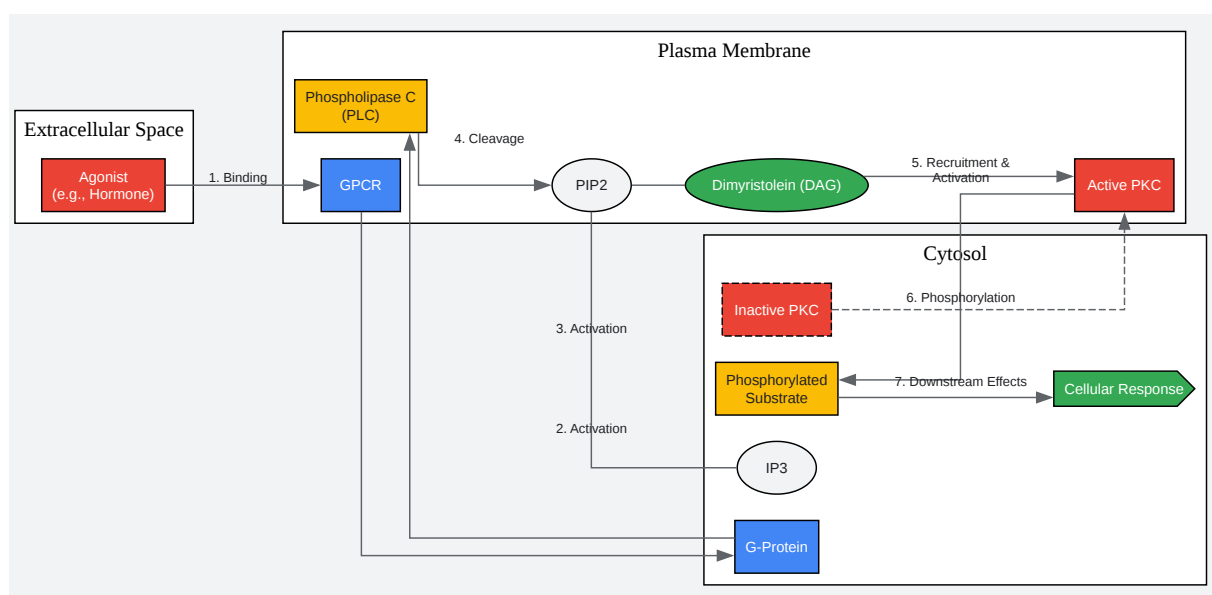 Plasma Membrane
Phospholipase C
(PLC)
4. Cleavage
Extracellular Space
Agonist
(e.g., Hormone)
1. Binding
GPCR
PIP2
Dimyristolein (DAG)
5. Recruitment &
Activation
Active PKC
Cytosol
Inactive PKC
6. Phosphorylation
3. Activation
Phosphorylated
Substrate
7. Downstream Effects
Cellular Response
2. Activation
IP3
G-Protein